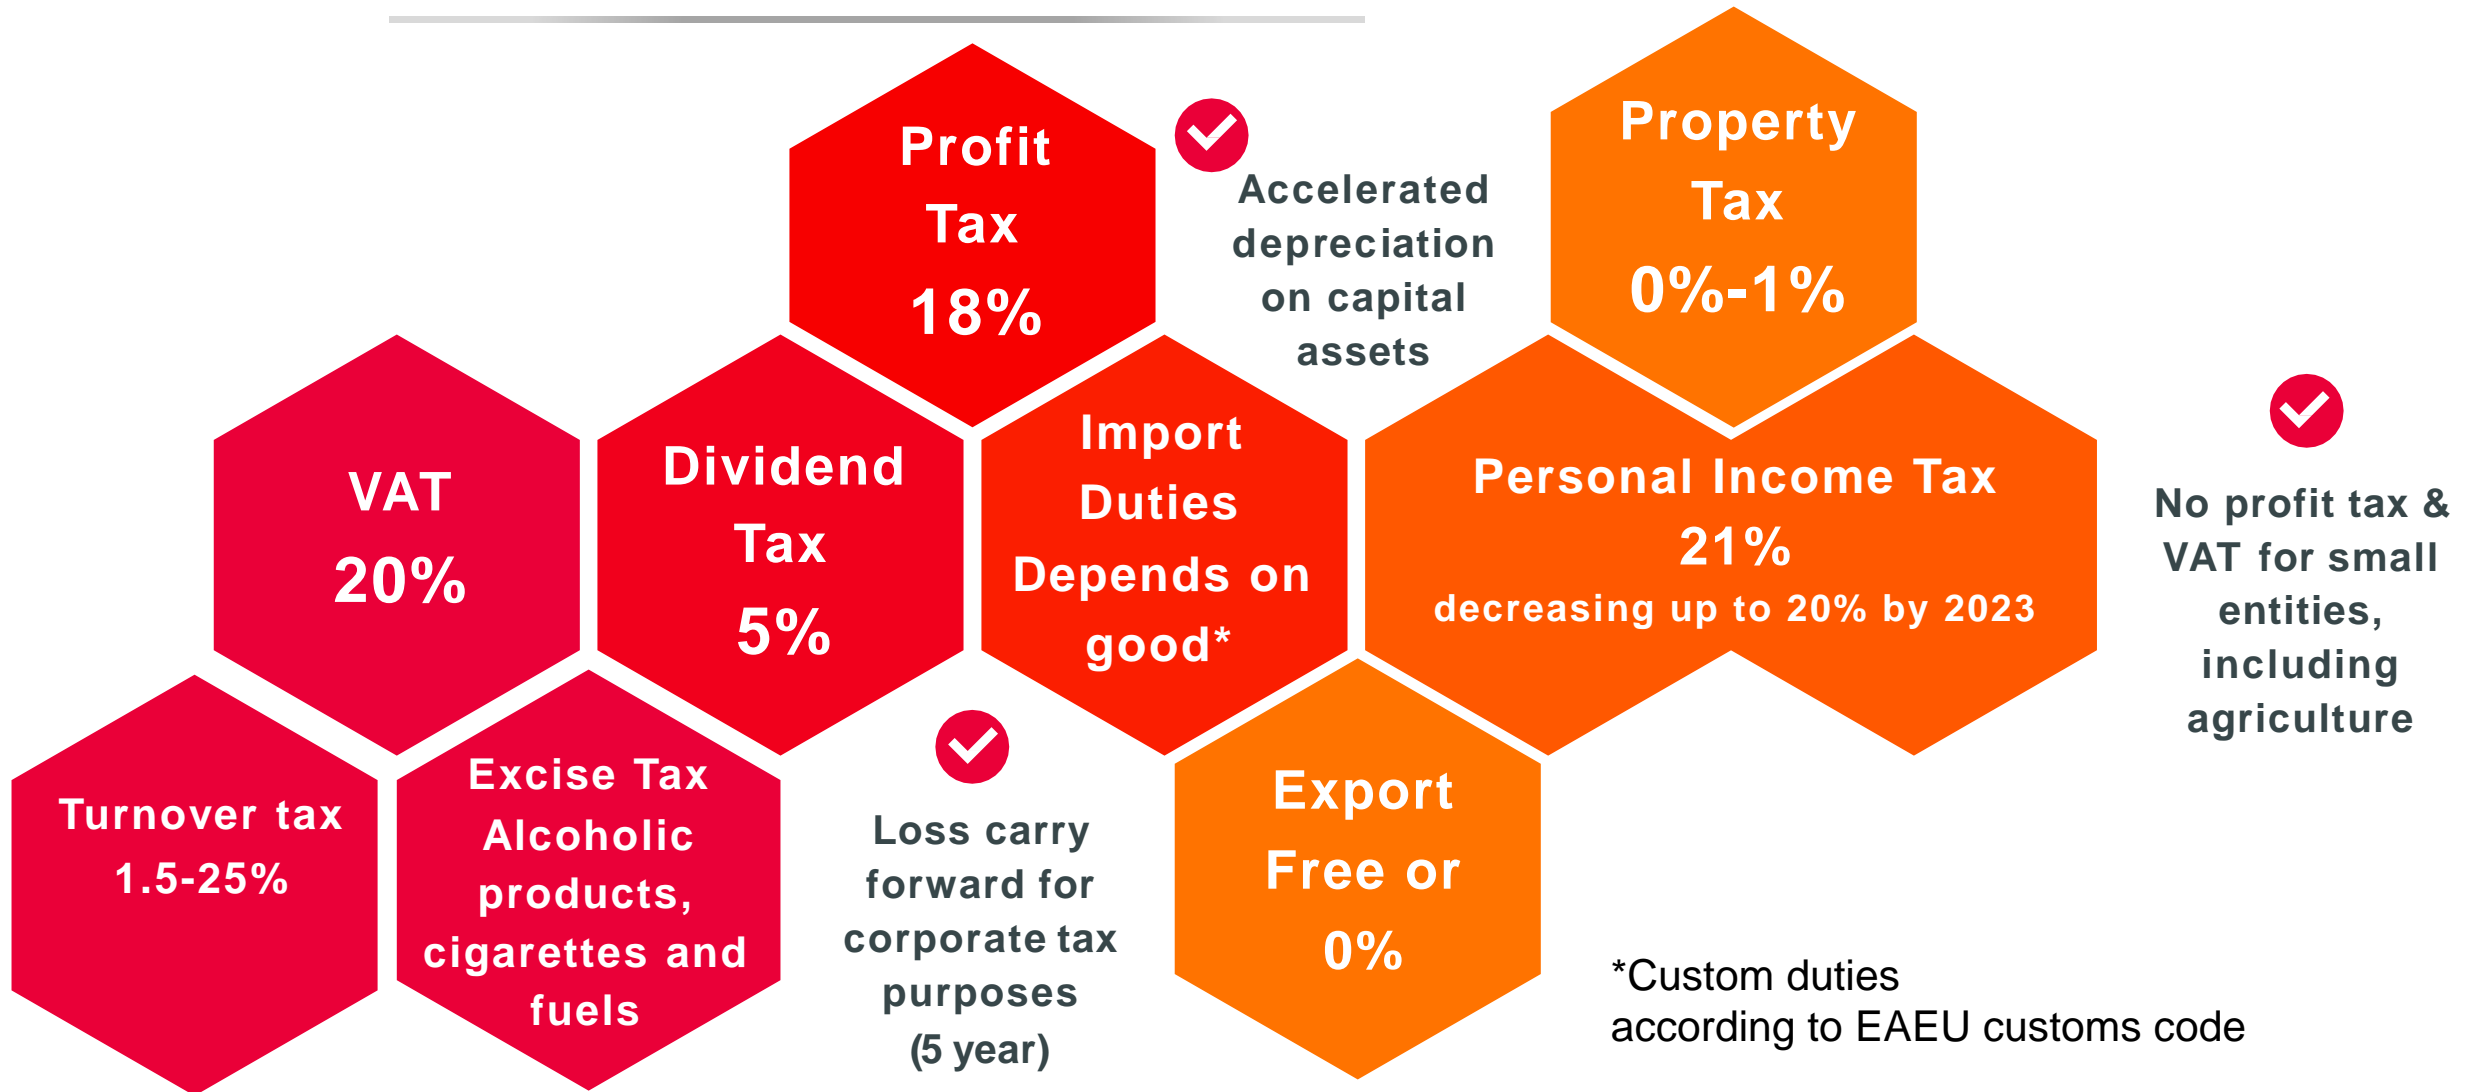 Profit
Tax
18%
Accelerated
depreciation
on capital
assets
Property
Tax
0%-1%
VAT
20%
Dividend
Tax
5%
Import
Duties
Depends on
good*
Personal Income Tax
21%
decreasing up to 20% by 2023
No profit tax &
VAT for small
entities,
including
agriculture
Turnover tax
1.5-25%
Excise Tax
Alcoholic
products,
cigarettes and
fuels
Loss carry
forward for
corporate tax
purposes
(5 year)
Export
Free or
0%
*Custom duties
according to EAEU customs code